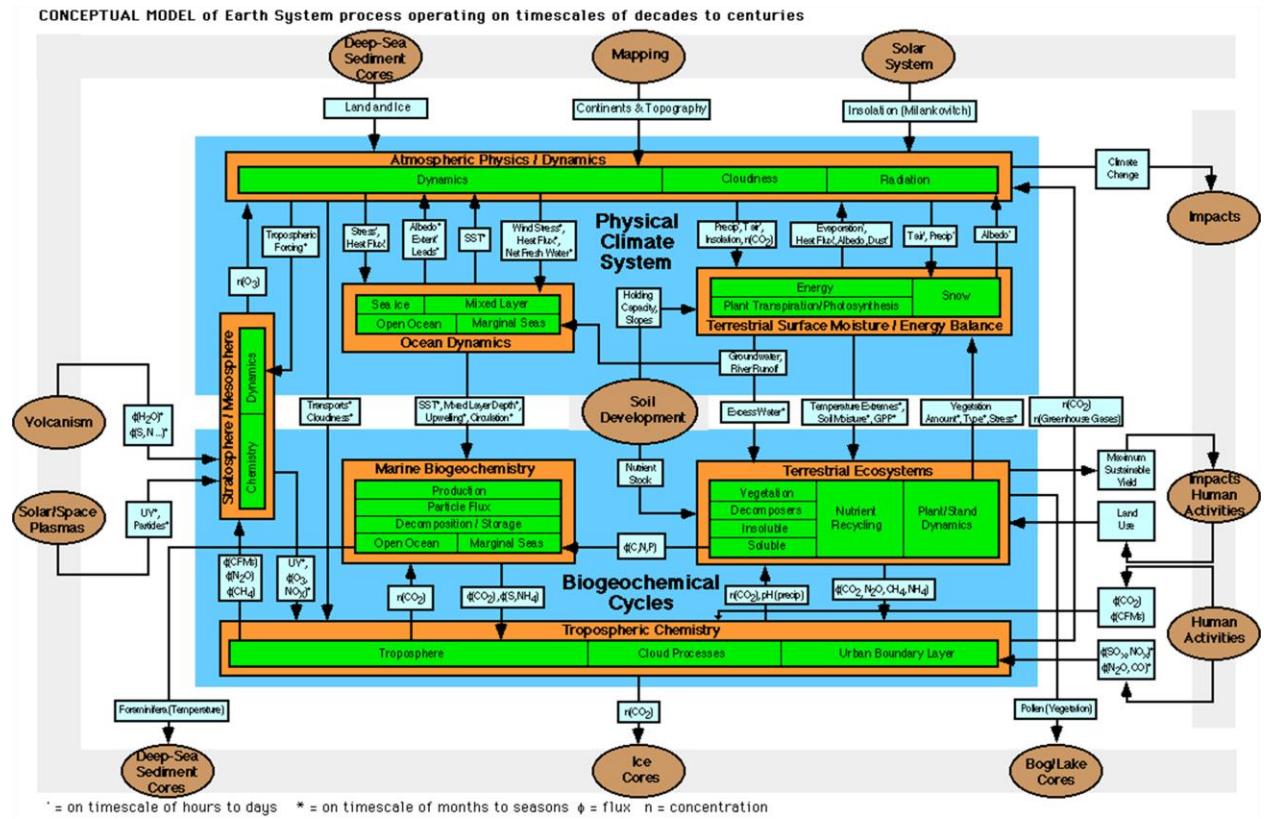 CONCEPTUAL MODEL of Earth System process operating on timescales of decades to centuries
Deep-Sea
Sediment
Cores
Mapping
Solar
System
Land and Ice
Continents & Topography
Insolation (Milankovitch)
Atmospheric Physics / Dynamics
Dynamics
Cloudness
Radiation
Climate
Change
Impacts
Tropospheric
Forcing*
Stress',
Heat Flux'
Albedo*
Extent'
Leads*
SST*
Wind Stress*,
Heat Flux*,
Net Fresh Water*
Physical
Climate
System
Precip', T air',
Insolation, n(CO2)
Evaporation',
Heat Flux', Albedo, Dust'
T air', Precip'
Albedo'
n(O3)
Sea Ice
Mixed Layer
Open Ocean
Marginal Seas
Ocean Dynamics
Holding
Capacity,
Slopes
Energy
Plant Transpiration/Photosynthesis
Snow
Terrestrial Surface Moisture / Energy Balance
Stratosphere / Mesosphere
Dynamics
Chemistry
Groundwater,
River Runoff'
Volcanism
ϕ(H2O)*
ϕ(S, N ...)*
Transports*
Cloudness*
SST*, Mixed Layer Depth*,
Upwelling*, Circulation*
Soil
Development
Excess Water*
Temperature Extremes*,
Soil Moisture*, GPP*
Vegetation
Amount*, Type*, Stress*
n(CO2)
n(Greenhouse Gases)
Marine Biogeochemistry
Production
Particle Flux
Decomposition / Storage
Open Ocean
Marginal Seas
Nutrient
Stock
Terrestrial Ecosystems
Vegetation
Decomposers
Insoluble
Soluble
Nutrient
Recycling
Plant/Stand
Dynamics
Maximum
Sustainable
Yield
Impacts
Human
Activities
Land
Use
Solar/Space
Plasmas
UV*,
Particles*
ϕ(CFMs)
ϕ(N2O)
ϕ(CH4)
UV*,
ϕ(O3,
NOx)*
n(CO2)
ϕ(CO2), ϕ(S,NH4)
ϕ(C,N,P)
Biogeochemical
Cycles
n(CO2), pH (precip)
ϕ(CO2, N2O, CH4, NH4)
ϕ(CO2)
ϕ(CFMs)
Human
Activities
Tropospheric Chemistry
Troposphere
Cloud Processes
Urban Boundary Layer
ϕ(SOx, NOx)*
ϕ(N2O, CO)*
Foraminifera (Temperature)
n(CO2)
Pollen (Vegetation)
Deep-Sea
Sediment
Cores
Ice
Cores
Bog/Lake
Cores
' = on timescale of hours to days * = on timescale of months to seasons ϕ = flux n = concentration